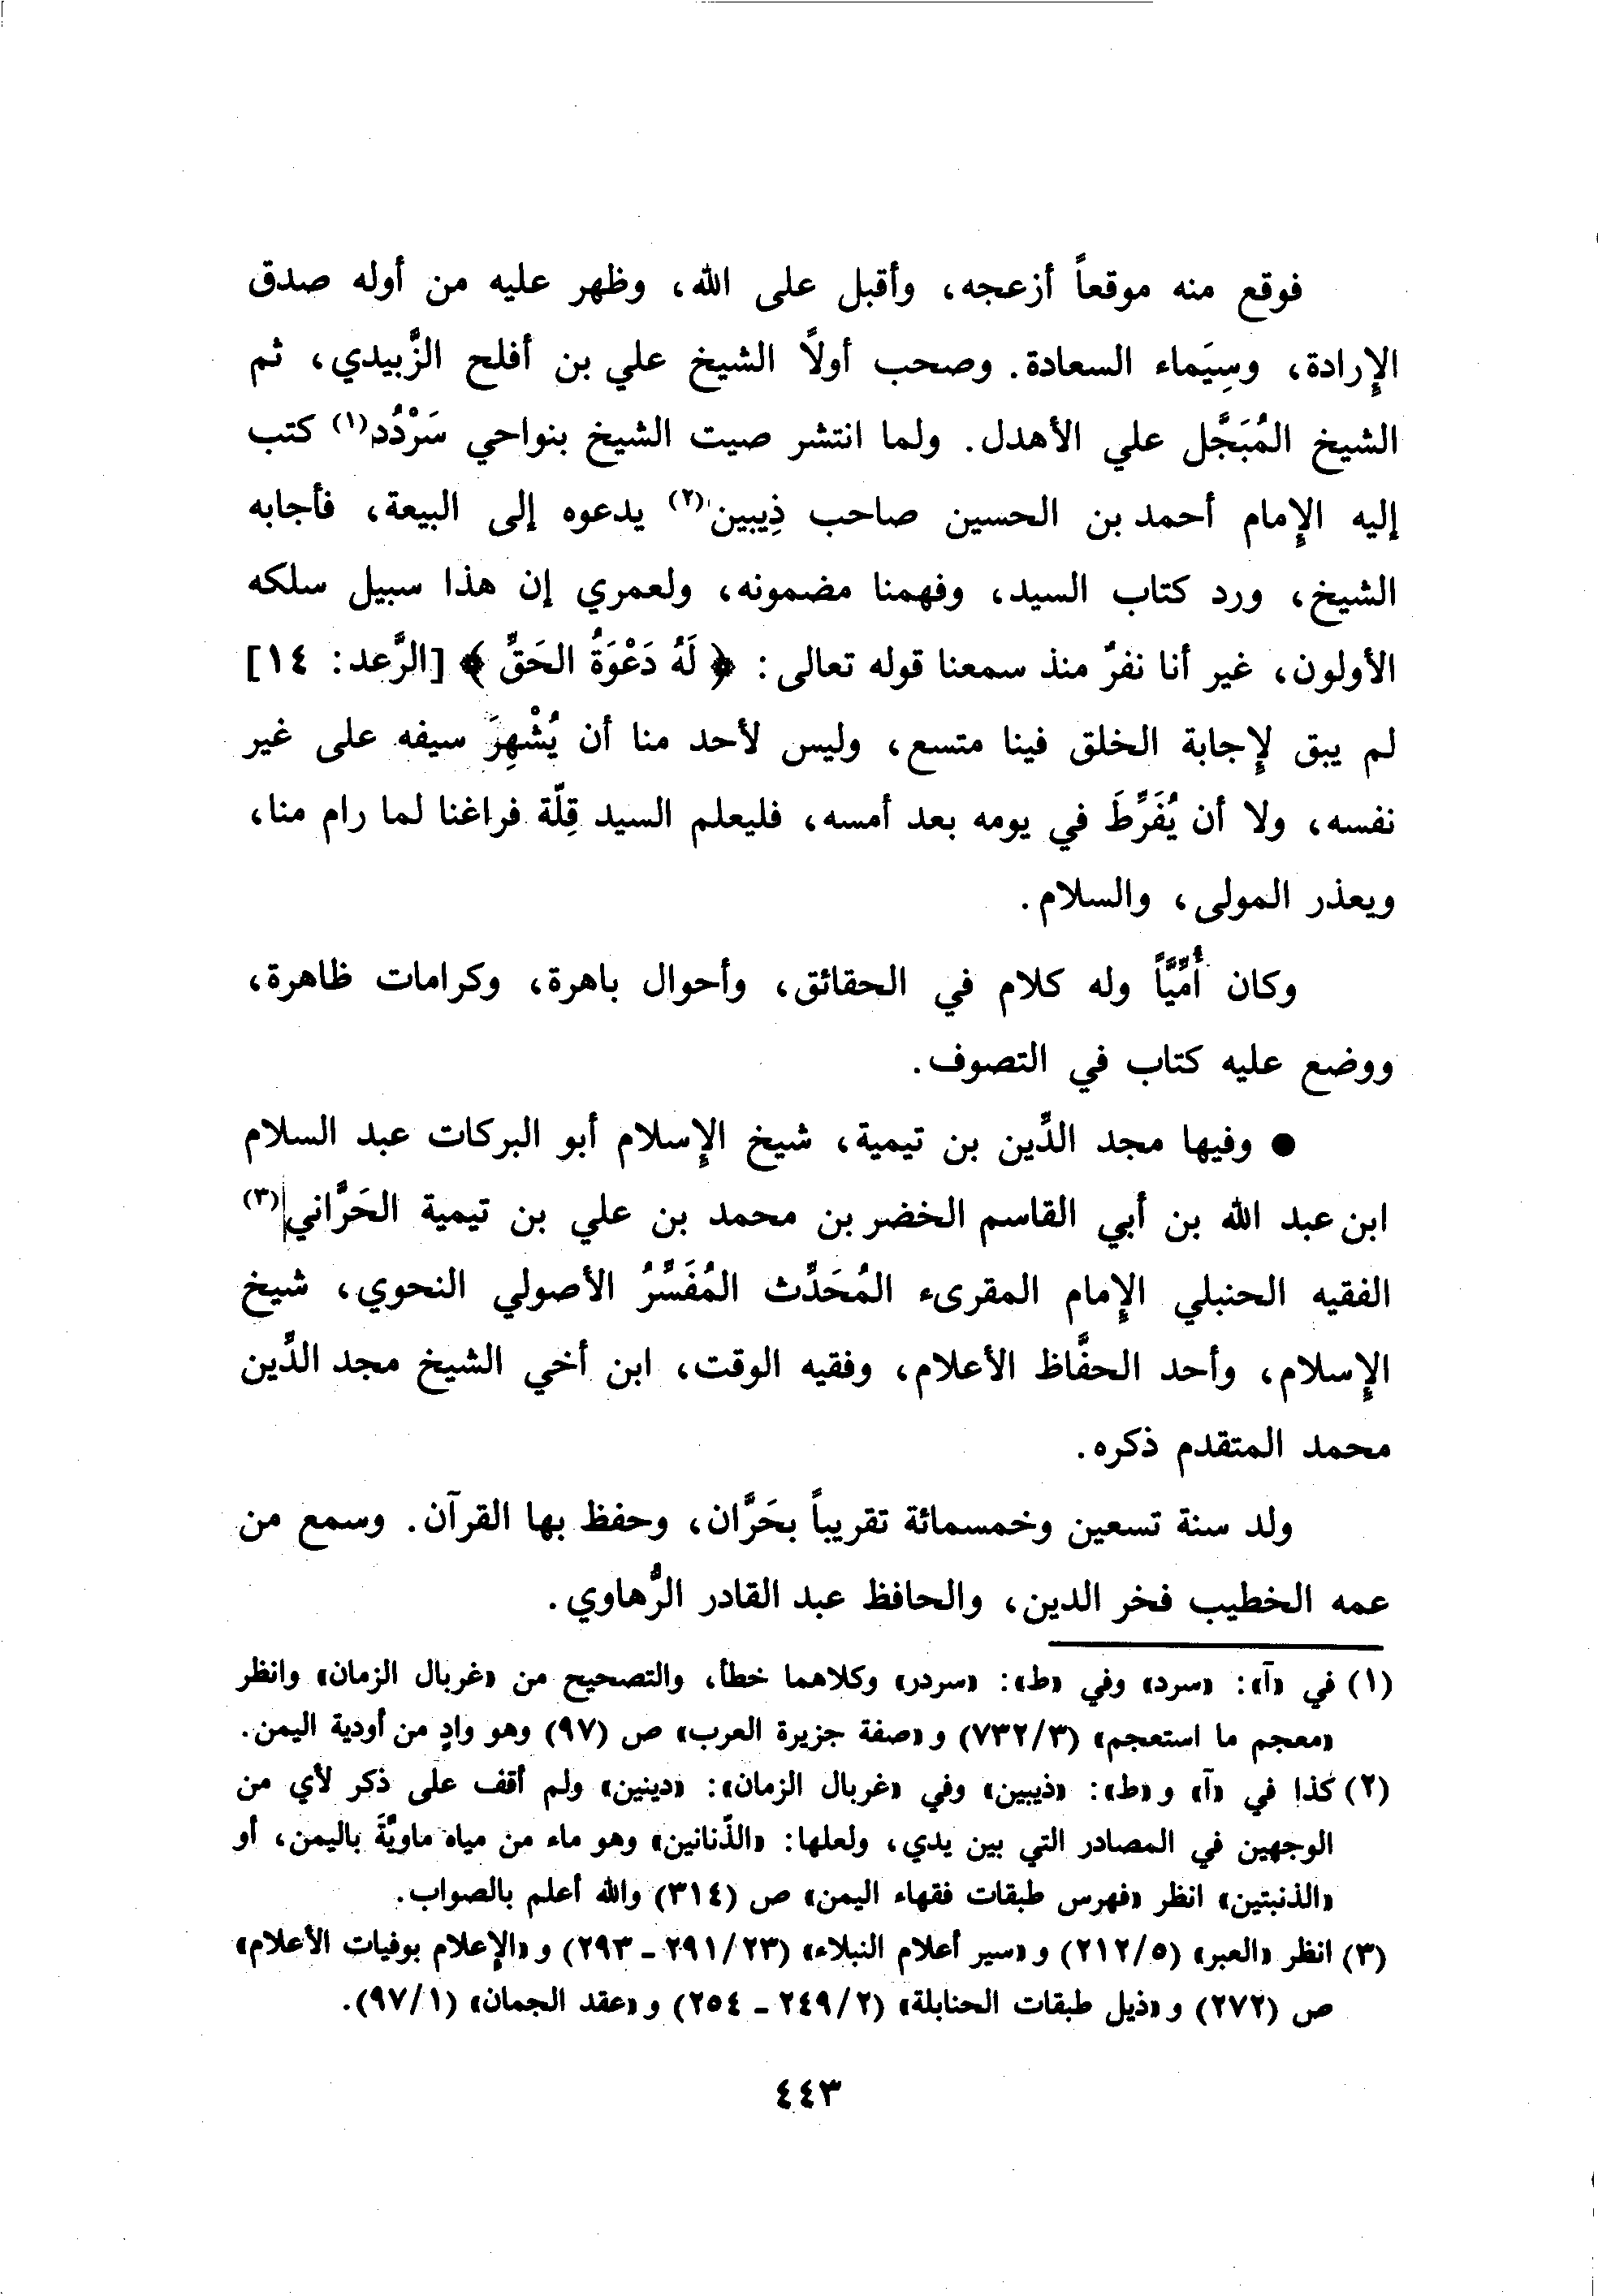 فوقع منه موقعاً أزعجه، وأقبل على الله، وظهر عليه من أوله صدق
الإرادة، وسِيَماء السعادة. وصحب أولاً الشيخ علي بن أفلح الزَّبيدي، ثم
الشيخ المُبَجَّل علي الأهدل. ولما انتشر صيت الشيخ بنواحي سَرْدُد(١) كتب
إليه الإمام أحمد بن الحسين صاحب ذِيبين(٢) يدعوه إلى البيعة، فأجابه
الشيخ، ورد كتاب السيد، وفهمنا مضمونه، ولعمري إن هذا سبيل سلكه
الأولون، غير أنا نفرٌ منذ سمعنا قوله تعالى: ﴿ لَهُ دَعْوَةُ الحَقِّ ﴾ [الرَّعد: ١٤]
لم يبق لإجابة الخلق فينا متسع، وليس لأحد منا أن يُشْهِرَ سيفه على غير
نفسه، ولا أن يُفَرِّطَ في يومه بعد أمسه، فليعلم السيد قِلّة فراغنا لما رام منا،
ويعذر المولى، والسلام.
وكان أُمِّيَّاً وله كلام في الحقائق، وأحوال باهرة، وكرامات ظاهرة،
ووضع عليه كتاب في التصوف.
● وفيها مجد الدِّين بن تيمية، شيخ الإسلام أبو البركات عبد السلام
ابن عبد الله بن أبي القاسم الخضر بن محمد بن علي بن تيمية الحَرَّاني(٣)
الفقيه الحنبلي الإمام المقرىء المُحَدِّث المُفَسِّرُ الأصولي النحوي، شيخ
الإسلام، وأحد الحفَّاظ الأعلام، وفقيه الوقت، ابن أخي الشيخ مجد الدِّين
محمد المتقدم ذكره.
ولد سنة تسعين وخمسمائة تقريباً بحَرَّان، وحفظ بها القرآن. وسمع من
عمه الخطيب فخر الدين، والحافظ عبد القادر الرُّهاوي.
(١) في «آ»: «سرد» وفي «ط»: «سردر» وكلاهما خطأ، والتصحيح من «غربال الزمان» وانظر
«معجم ما استعجم» (٧٣٢/٣) و«صفة جزيرة العرب» ص (٩٧) وهو وادٍ من أودية اليمن.
(٢) كذا في «آ» و«ط»: «ذيبين» وفي «غربال الزمان»: «دينين» ولم أقف على ذكر لأي من
الوجهين في المصادر التي بين يدي، ولعلها: «الذّنانين» وهو ماء من مياه ماويَّةَ باليمن، أو
«الذنبتين» انظر «فهرس طبقات فقهاء اليمن» ص (٣١٤) والله أعلم بالصواب.
(٣) انظر «العبر» (٢١٢/٥) و«سير أعلام النبلاء» (٢٩١/٢٣ ـ ٢٩٣) و«الإعلام بوفيات الأعلام»
ص (٢٧٢) و«ذيل طبقات الحنابلة» (٢٤٩/٢ ـ ٢٥٤) و«عقد الجمان» (٩٧/١).
٤٤٣